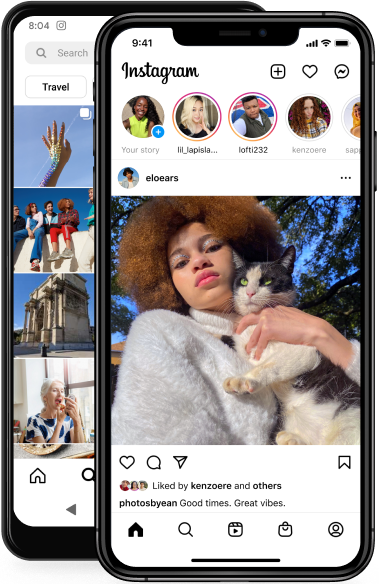 8:04
Search
Travel
9:41
Instagram
Your story
lil_lapisla...
lofti232
kenzoere
sapp
eloears
Liked by kenzoere and others
photosbyean Good times. Great vibes.